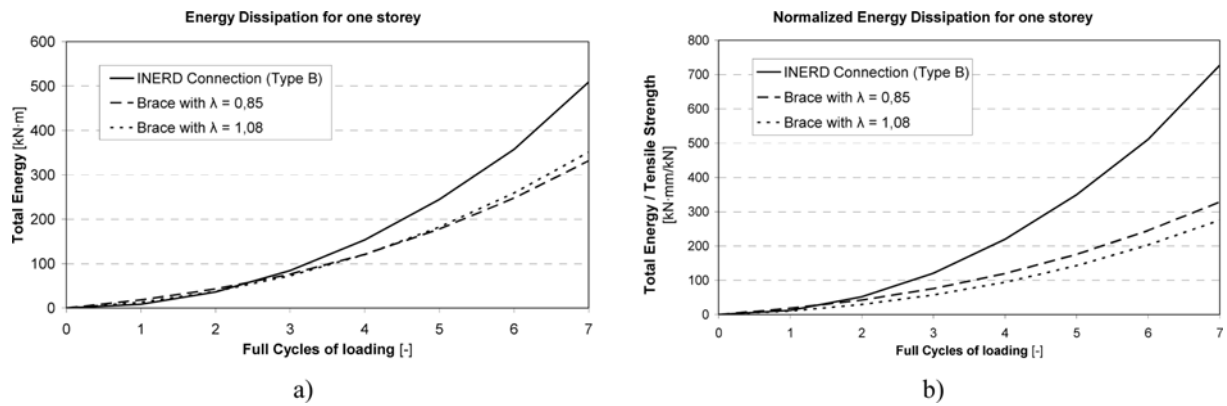 Energy Dissipation for one storey
600
500
400
300
200
100
0
Total Energy [kN·m]
INERD Connection (Type B)
Brace with λ = 0,85
Brace with λ = 1,08
0 1 2 3 4 5 6 7
Full Cycles of loading [-]
a)
Normalized Energy Dissipation for one storey
800
700
600
500
400
300
200
100
0
Total Energy / Tensile Strength
[kN·mm/kN]
INERD Connection (Type B)
Brace with λ = 0,85
Brace with λ = 1,08
0 1 2 3 4 5 6 7
Full Cycles of loading [-]
b)